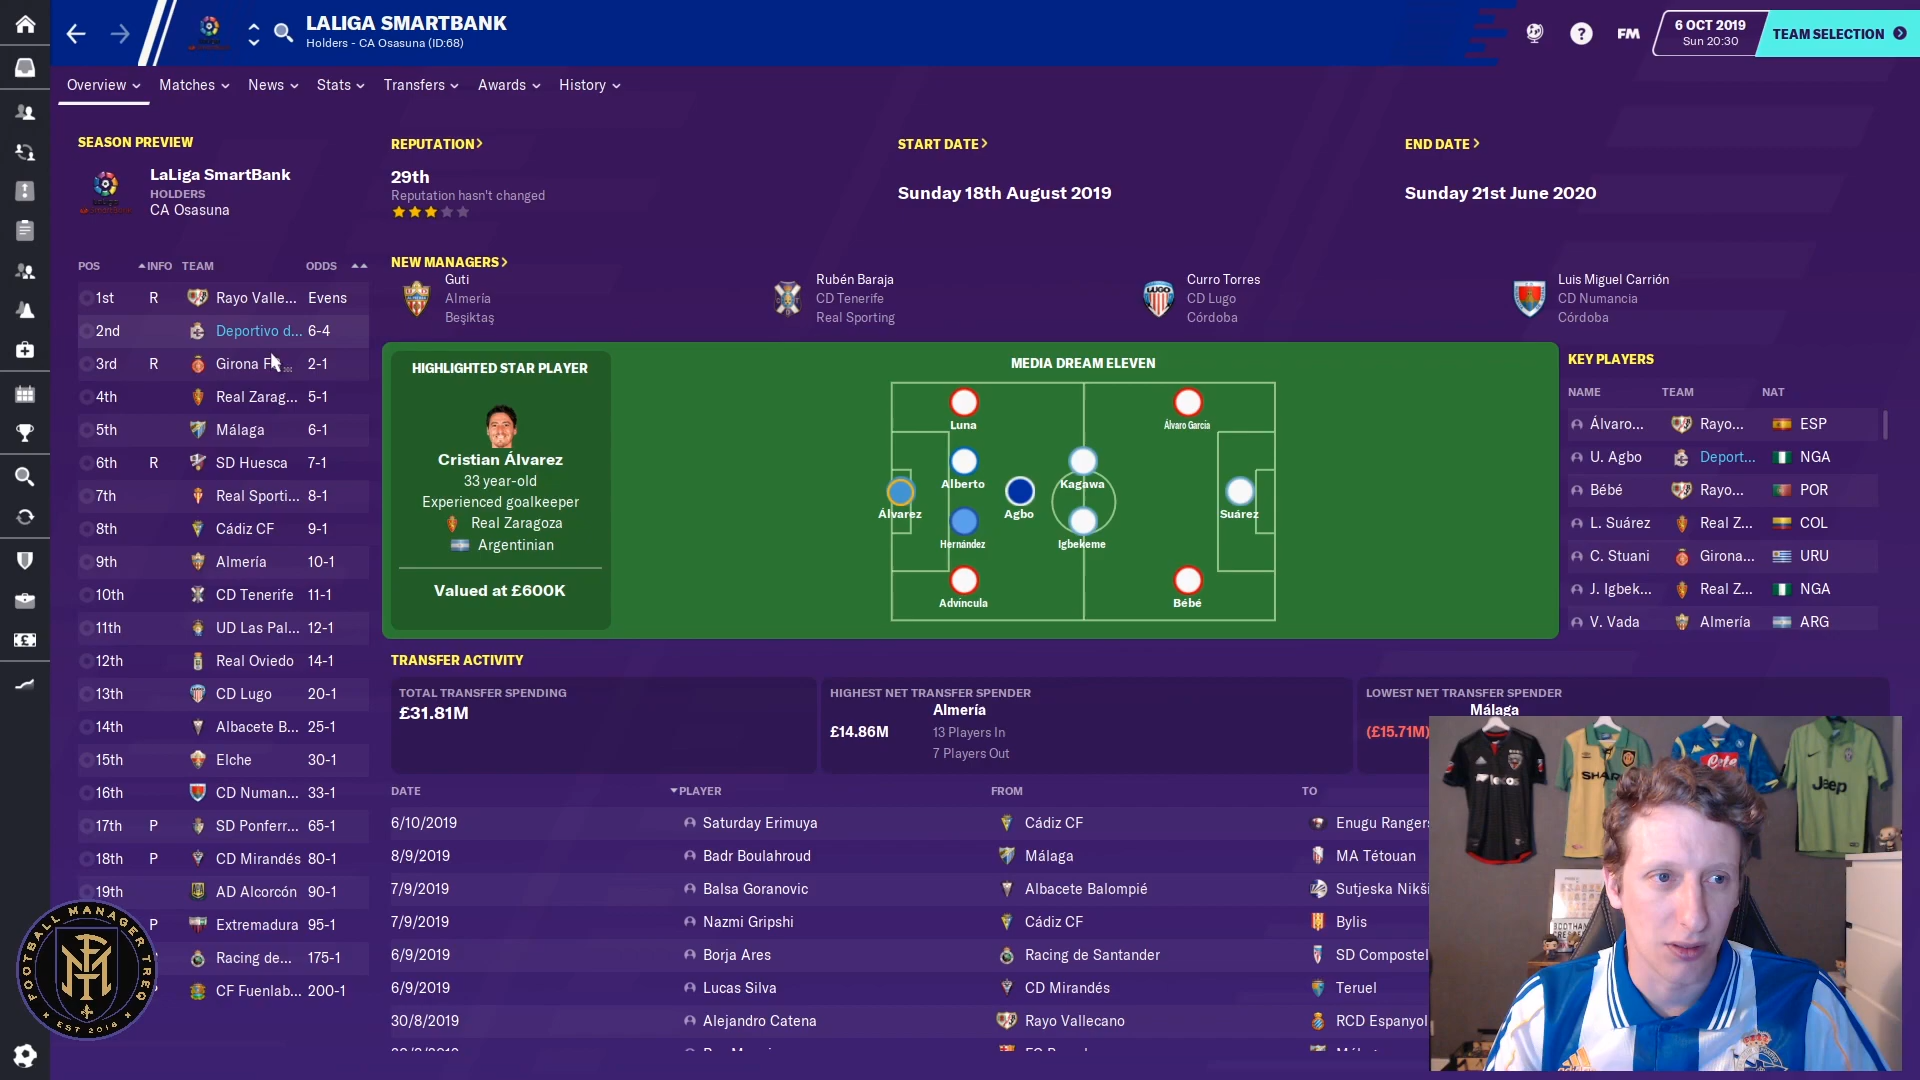 LALIGA SMARTBANK
Holders - CA Osasuna (ID:68)
FM
6 OCT 2019
Sun 20:30
TEAM SELECTION
Overview
Matches
News
Stats
Transfers
Awards
History
SEASON PREVIEW
LaLiga SmartBank
HOLDERS
CA Osasuna
REPUTATION
29th
Reputation hasn't changed
START DATE
Sunday 18th August 2019
END DATE
Sunday 21st June 2020
NEW MANAGERS
Guti
Almería
Beşiktaş
Rubén Baraja
CD Tenerife
Real Sporting
Curro Torres
CD Lugo
Córdoba
Luis Miguel Carrión
CD Numancia
Córdoba
POS INFO TEAM ODDS
1st R Rayo Valle... Evens
2nd Deportivo d... 6-4
3rd R Girona F... 2-1
4th Real Zarag... 5-1
5th Málaga 6-1
6th R SD Huesca 7-1
7th Real Sporti... 8-1
8th Cádiz CF 9-1
9th Almería 10-1
10th CD Tenerife 11-1
11th UD Las Pal... 12-1
12th Real Oviedo 14-1
13th CD Lugo 20-1
14th Albacete B... 25-1
15th Elche 30-1
16th CD Numan... 33-1
17th P SD Ponferr... 65-1
18th P CD Mirandés 80-1
19th AD Alcorcón 90-1
P Extremadura 95-1
Racing de... 175-1
CF Fuenlab... 200-1
HIGHLIGHTED STAR PLAYER
Cristian Álvarez
33 year-old
Experienced goalkeeper
Real Zaragoza
Argentinian
Valued at £600K
MEDIA DREAM ELEVEN
Luna
Álvaro García
Alberto
Kagawa
Álvarez
Agbo
Suárez
Hernández
Igbekeme
Advíncula
Bébé
KEY PLAYERS
NAME TEAM NAT
Álvaro... Rayo... ESP
U. Agbo Deport... NGA
Bébé Rayo... POR
L. Suárez Real Z... COL
C. Stuani Girona... URU
J. Igbek... Real Z... NGA
V. Vada Almería ARG
TRANSFER ACTIVITY
TOTAL TRANSFER SPENDING
£31.81M
HIGHEST NET TRANSFER SPENDER
Almería
£14.86M
13 Players In
7 Players Out
LOWEST NET TRANSFER SPENDER
Málaga
(£15.71M)
DATE PLAYER FROM TO
6/10/2019 Saturday Erimuya Cádiz CF Enugu Rangers
8/9/2019 Badr Boulahroud Málaga MA Tétouan
7/9/2019 Balsa Goranovic Albacete Balompié Sutjeska Nikši
7/9/2019 Nazmi Gripshi Cádiz CF Bylis
6/9/2019 Borja Ares Racing de Santander SD Compostel
6/9/2019 Lucas Silva CD Mirandés Teruel
30/8/2019 Alejandro Catena Rayo Vallecano RCD Espanyol
FOOTBALL MANAGER TREQ
EST 2018
SHAR
Jeep